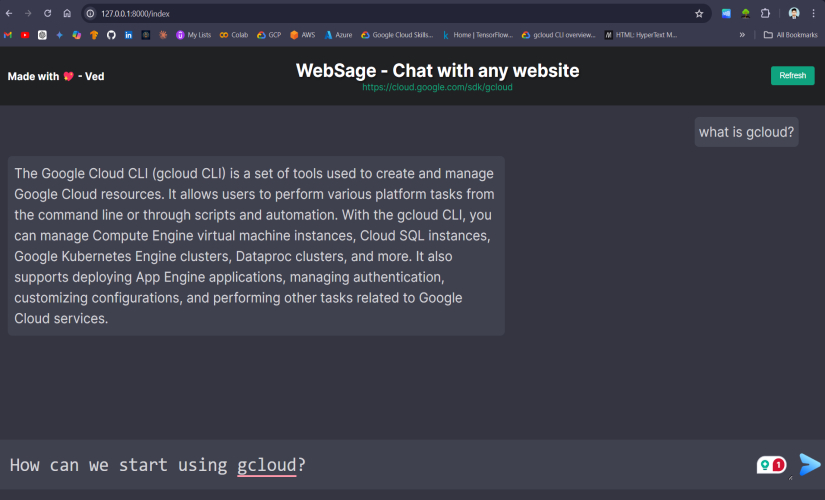 127.0.0.1:8000/index
My Lists
Colab
GCP
AWS
Azure
Google Cloud Skills...
Home | TensorFlow...
gcloud CLI overview...
HTML: HyperText M...
»
All Bookmarks
Made with 💖 - Ved
WebSage - Chat with any website
https://cloud.google.com/sdk/gcloud
Refresh
what is gcloud?
The Google Cloud CLI (gcloud CLI) is a set of tools used to create and manage
Google Cloud resources. It allows users to perform various platform tasks from
the command line or through scripts and automation. With the gcloud CLI, you
can manage Compute Engine virtual machine instances, Cloud SQL instances,
Google Kubernetes Engine clusters, Dataproc clusters, and more. It also
supports deploying App Engine applications, managing authentication,
customizing configurations, and performing other tasks related to Google
Cloud services.
How can we start using gcloud?
1